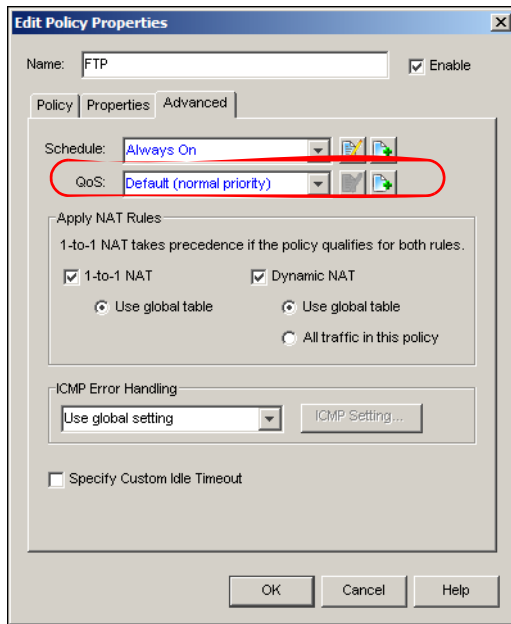 Edit Policy Properties
Name: FTP Enable
Policy Properties Advanced
Schedule: Always On
QoS: Default (normal priority)
Apply NAT Rules
1-to-1 NAT takes precedence if the policy qualifies for both rules.
1-to-1 NAT Dynamic NAT
Use global table Use global table
All traffic in this policy
ICMP Error Handling
Use global setting ICMP Setting...
Specify Custom Idle Timeout
OK Cancel Help